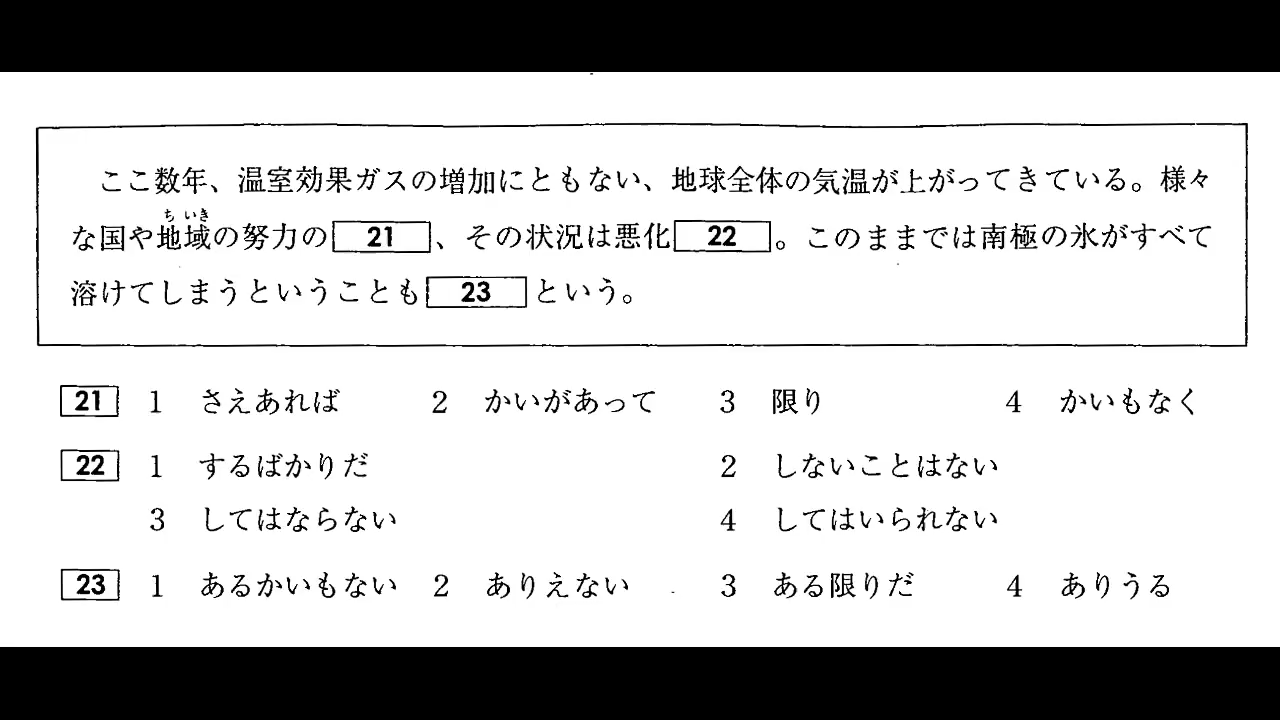 ここ数年、温室効果ガスの増加にともない、地球全体の気温が上がってきている。様々
な国や地域の努力の 21 、その状況は悪化 22 。このままでは南極の氷がすべて
ちいき
溶けてしまうということも 23 という。
21 1 さえあれば 2 かいがあって 3 限り 4 かいもなく
22 1 するばかりだ 2 しないことはない
3 してはならない 4 してはいられない
23 1 あるかいもない 2 ありえない 3 ある限りだ 4 ありうる